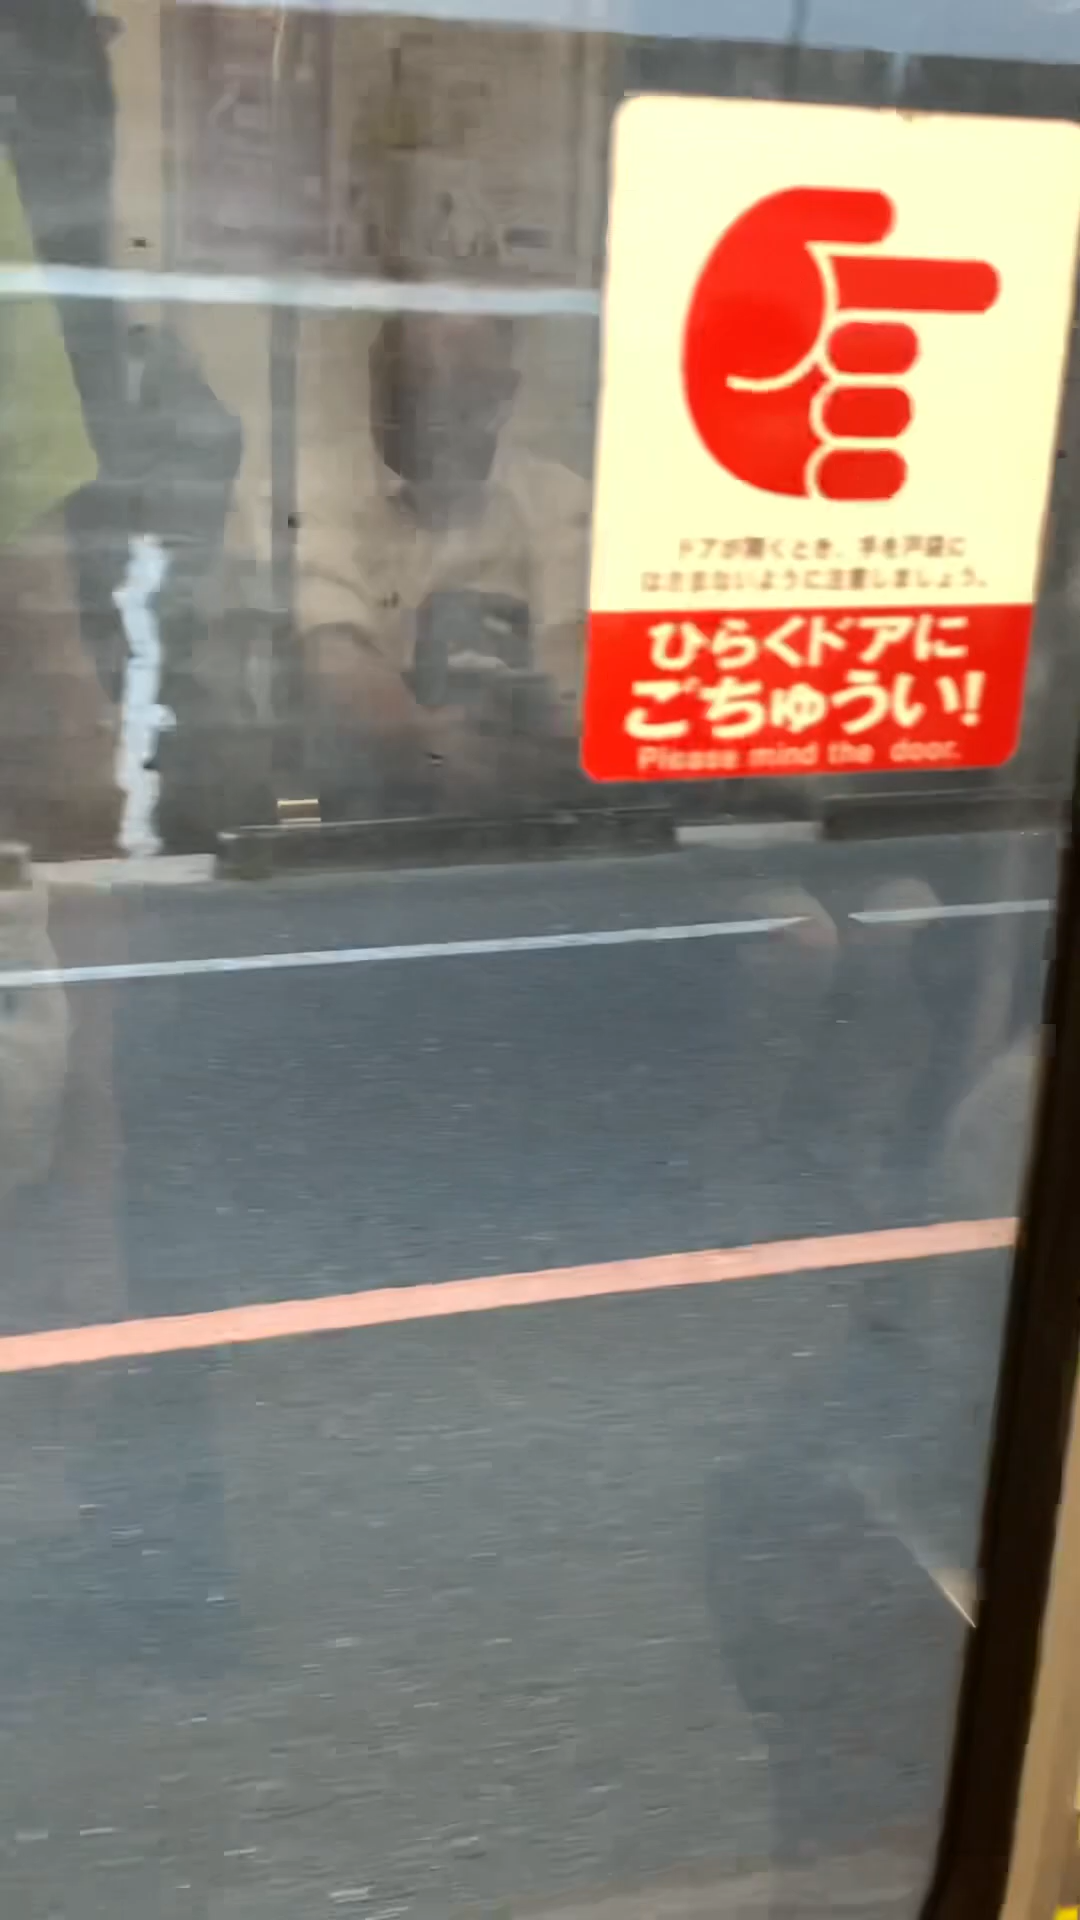 ドアが開くとき、手を戸袋に
はさまないように注意しましょう。
ひらくドアに
ごちゅうい!
Please mind the door.